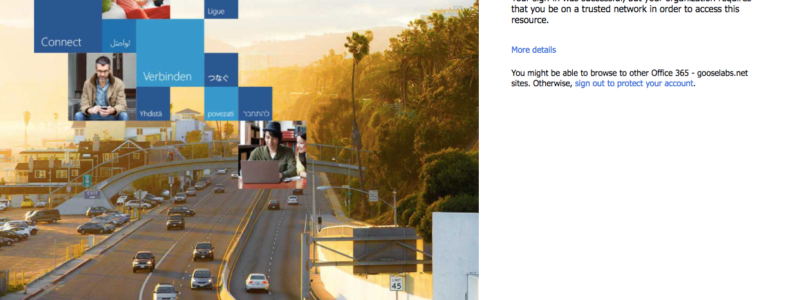 Ligue
Connect
تواصل
Verbinden
つなぐ
Yhdistä
povezati
להתחבר
45
Your sign-in was successful, but your organization requires
that you be on a trusted network in order to access this
resource.
More details
You might be able to browse to other Office 365 - gooselabs.net
sites. Otherwise, sign out to protect your account.